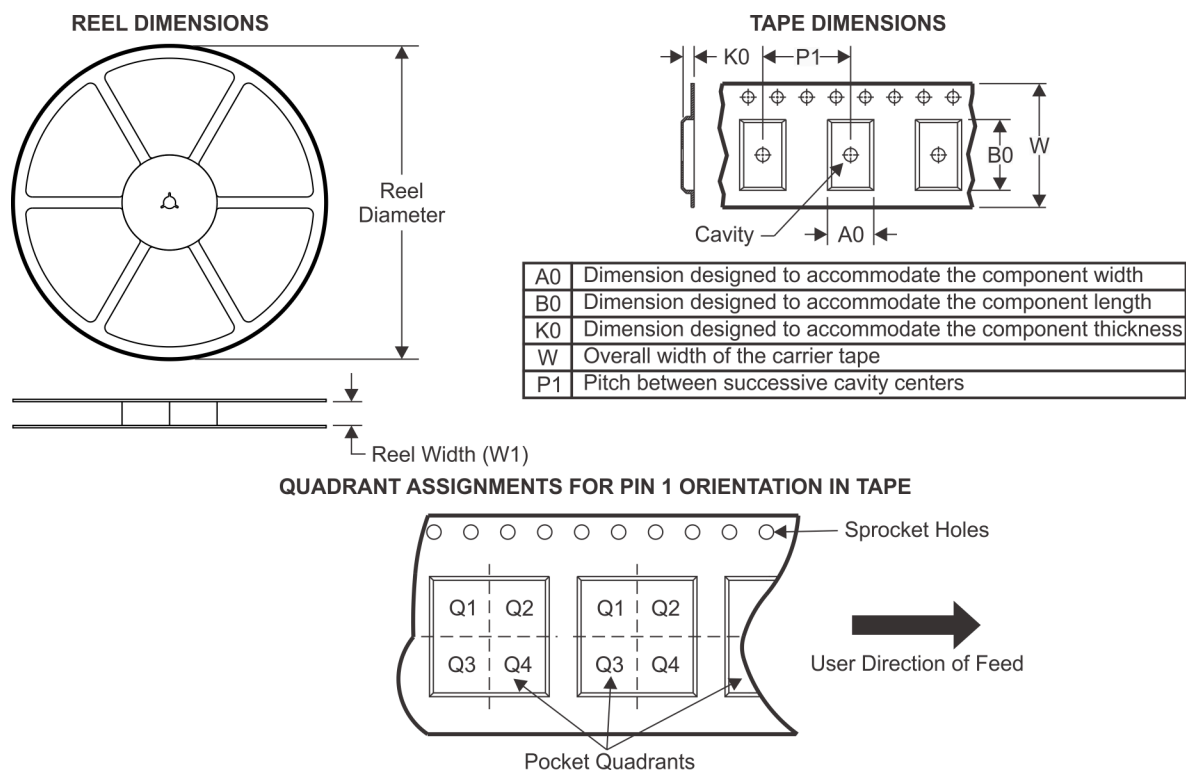 REEL DIMENSIONS
Reel
Diameter
Reel Width (W1)
TAPE DIMENSIONS
K0
P1
B0
W
Cavity
A0
A0 Dimension designed to accommodate the component width
B0 Dimension designed to accommodate the component length
K0 Dimension designed to accommodate the component thickness
W Overall width of the carrier tape
P1 Pitch between successive cavity centers
QUADRANT ASSIGNMENTS FOR PIN 1 ORIENTATION IN TAPE
Sprocket Holes
Q1 Q2 Q1 Q2
Q3 Q4 Q3 Q4
User Direction of Feed
Pocket Quadrants